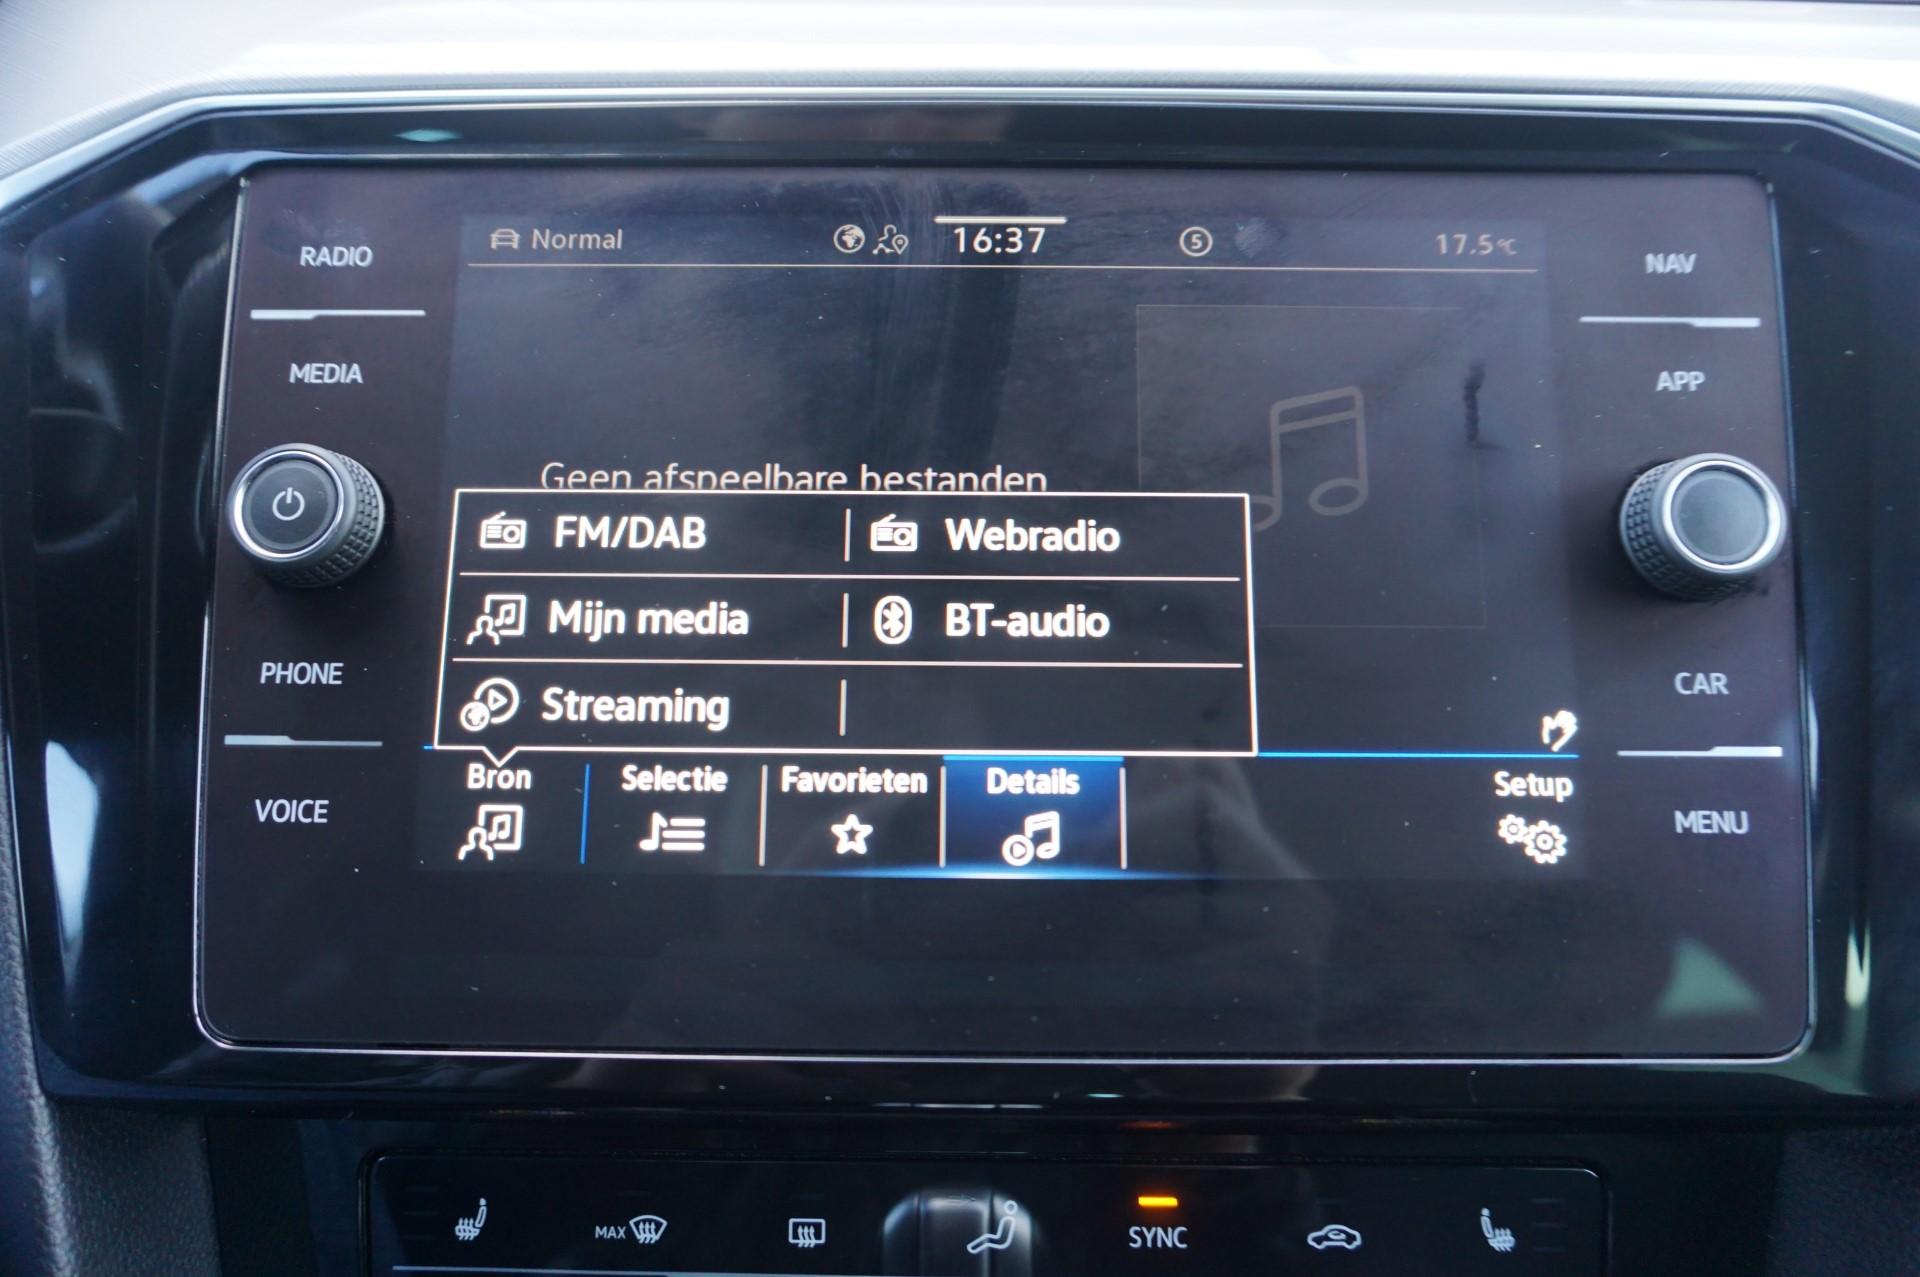 Normal 16:37 5 17.5°C
RADIO
NAV
MEDIA
APP
Geen afspeelbare bestanden
FM/DAB Webradio
Mijn media BT-audio
Streaming
PHONE
CAR
Bron Selectie Favorieten Details Setup
VOICE
MENU
MAX
SYNC